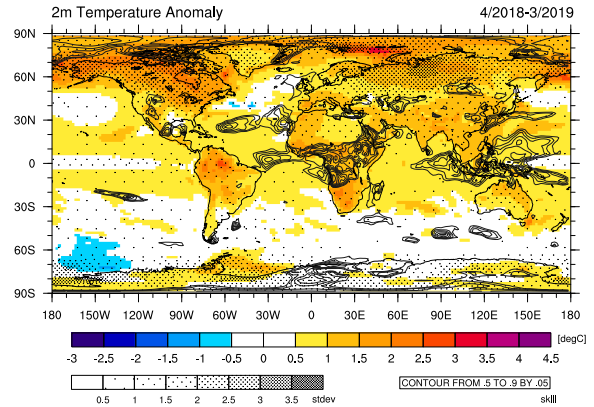 2m Temperature Anomaly 4/2018-3/2019
90N
60N
30N
0
30S
60S
90S
180 150W 120W 90W 60W 30W 0 30E 60E 90E 120E 150E 180
-3 -2.5 -2 -1.5 -1 -0.5 0 0.5 1 1.5 2 2.5 3 3.5 4 4.5 [degC]
CONTOUR FROM .5 TO .9 BY .05
0.5 1 1.5 2 2.5 3 3.5 stdev skill